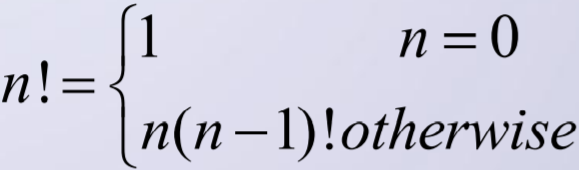 1 n = 0
n! =
n(n − 1)!otherwise